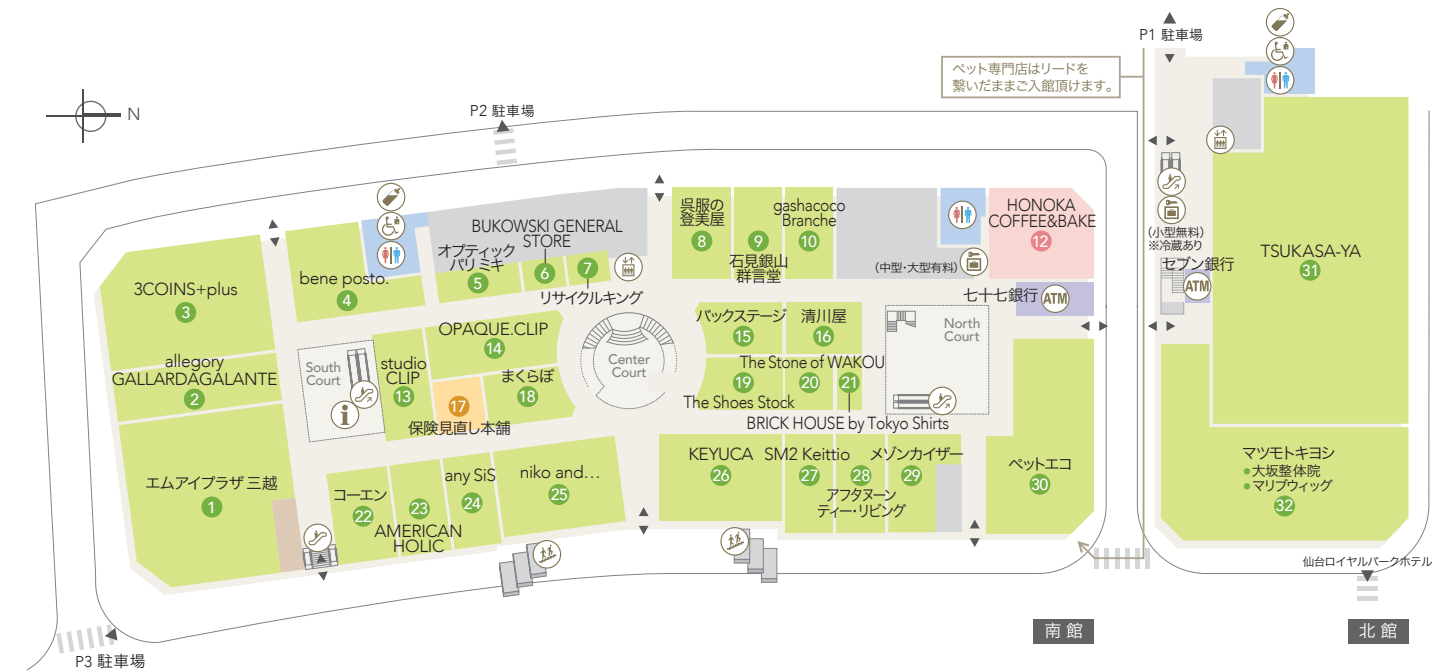 P1 駐車場
ペット専門店はリードを
繋いだままご入館頂けます。
N
P2 駐車場
呉服の
登美屋
8
9
石見銀山
群言堂
gashacoco
Branche
10
HONOKA
COFFEE&BAKE
12
(中型・大型有料)
七十七銀行
ATM
(小型無料)
※冷蔵あり
セブン銀行
ATM
TSUKASA-YA
31
BUKOWSKI GENERAL
STORE
6
オプティック
パリミキ
5
7
リサイクルキング
bene posto.
4
3COINS+plus
3
allegory
GALLARDAGALANTE
2
South
Court
i
studio
CLIP
13
OPAQUE.CLIP
14
17
保険見直し本舗
まくらぼ
18
Center
Court
バックステージ
15
清川屋
16
North
Court
19
The Shoes Stock
The Stone of WAKOU
20
21
BRICK HOUSE by Tokyo Shirts
エムアイプラザ 三越
1
コーエン
22
23
AMERICAN
HOLIC
any SiS
24
niko and...
25
KEYUCA
26
SM2 Keittio
27
28
アフタヌーン
ティー・リビング
メゾンカイザー
29
ペットエコ
30
マツモトキヨシ
●大坂整体院
●マリブウィッグ
32
仙台ロイヤルパークホテル
南館
北館
P3 駐車場